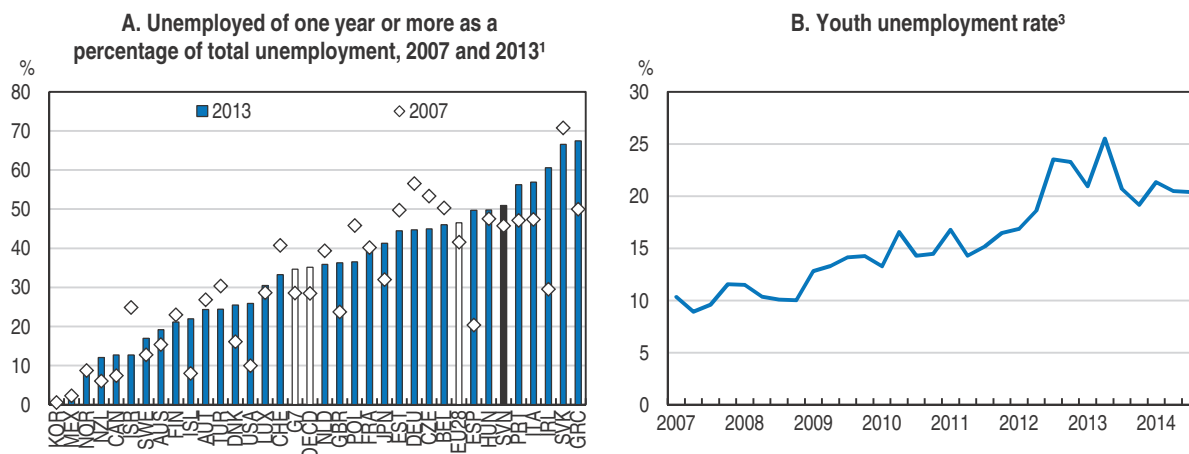 A. Unemployed of one year or more as a
percentage of total unemployment, 2007 and 2013¹
%
80
70
60
50
40
30
20
10
0
2013
2007
KOR
MEX
NOR
NZL
CAN
ISR
SWE
AUS
FIN
ISL
AUT
TUR
DNK
USA
LUX
CHE
G7
OECD
NLD
GBR
POL
FRA
JPN
EST
DEU
CZE
BEL
EU28
ESP
HUN
SVN
PRT
ITA
IRL
SVK
GRC
B. Youth unemployment rate³
%
30
25
20
15
10
5
0
2007
2008
2009
2010
2011
2012
2013
2014